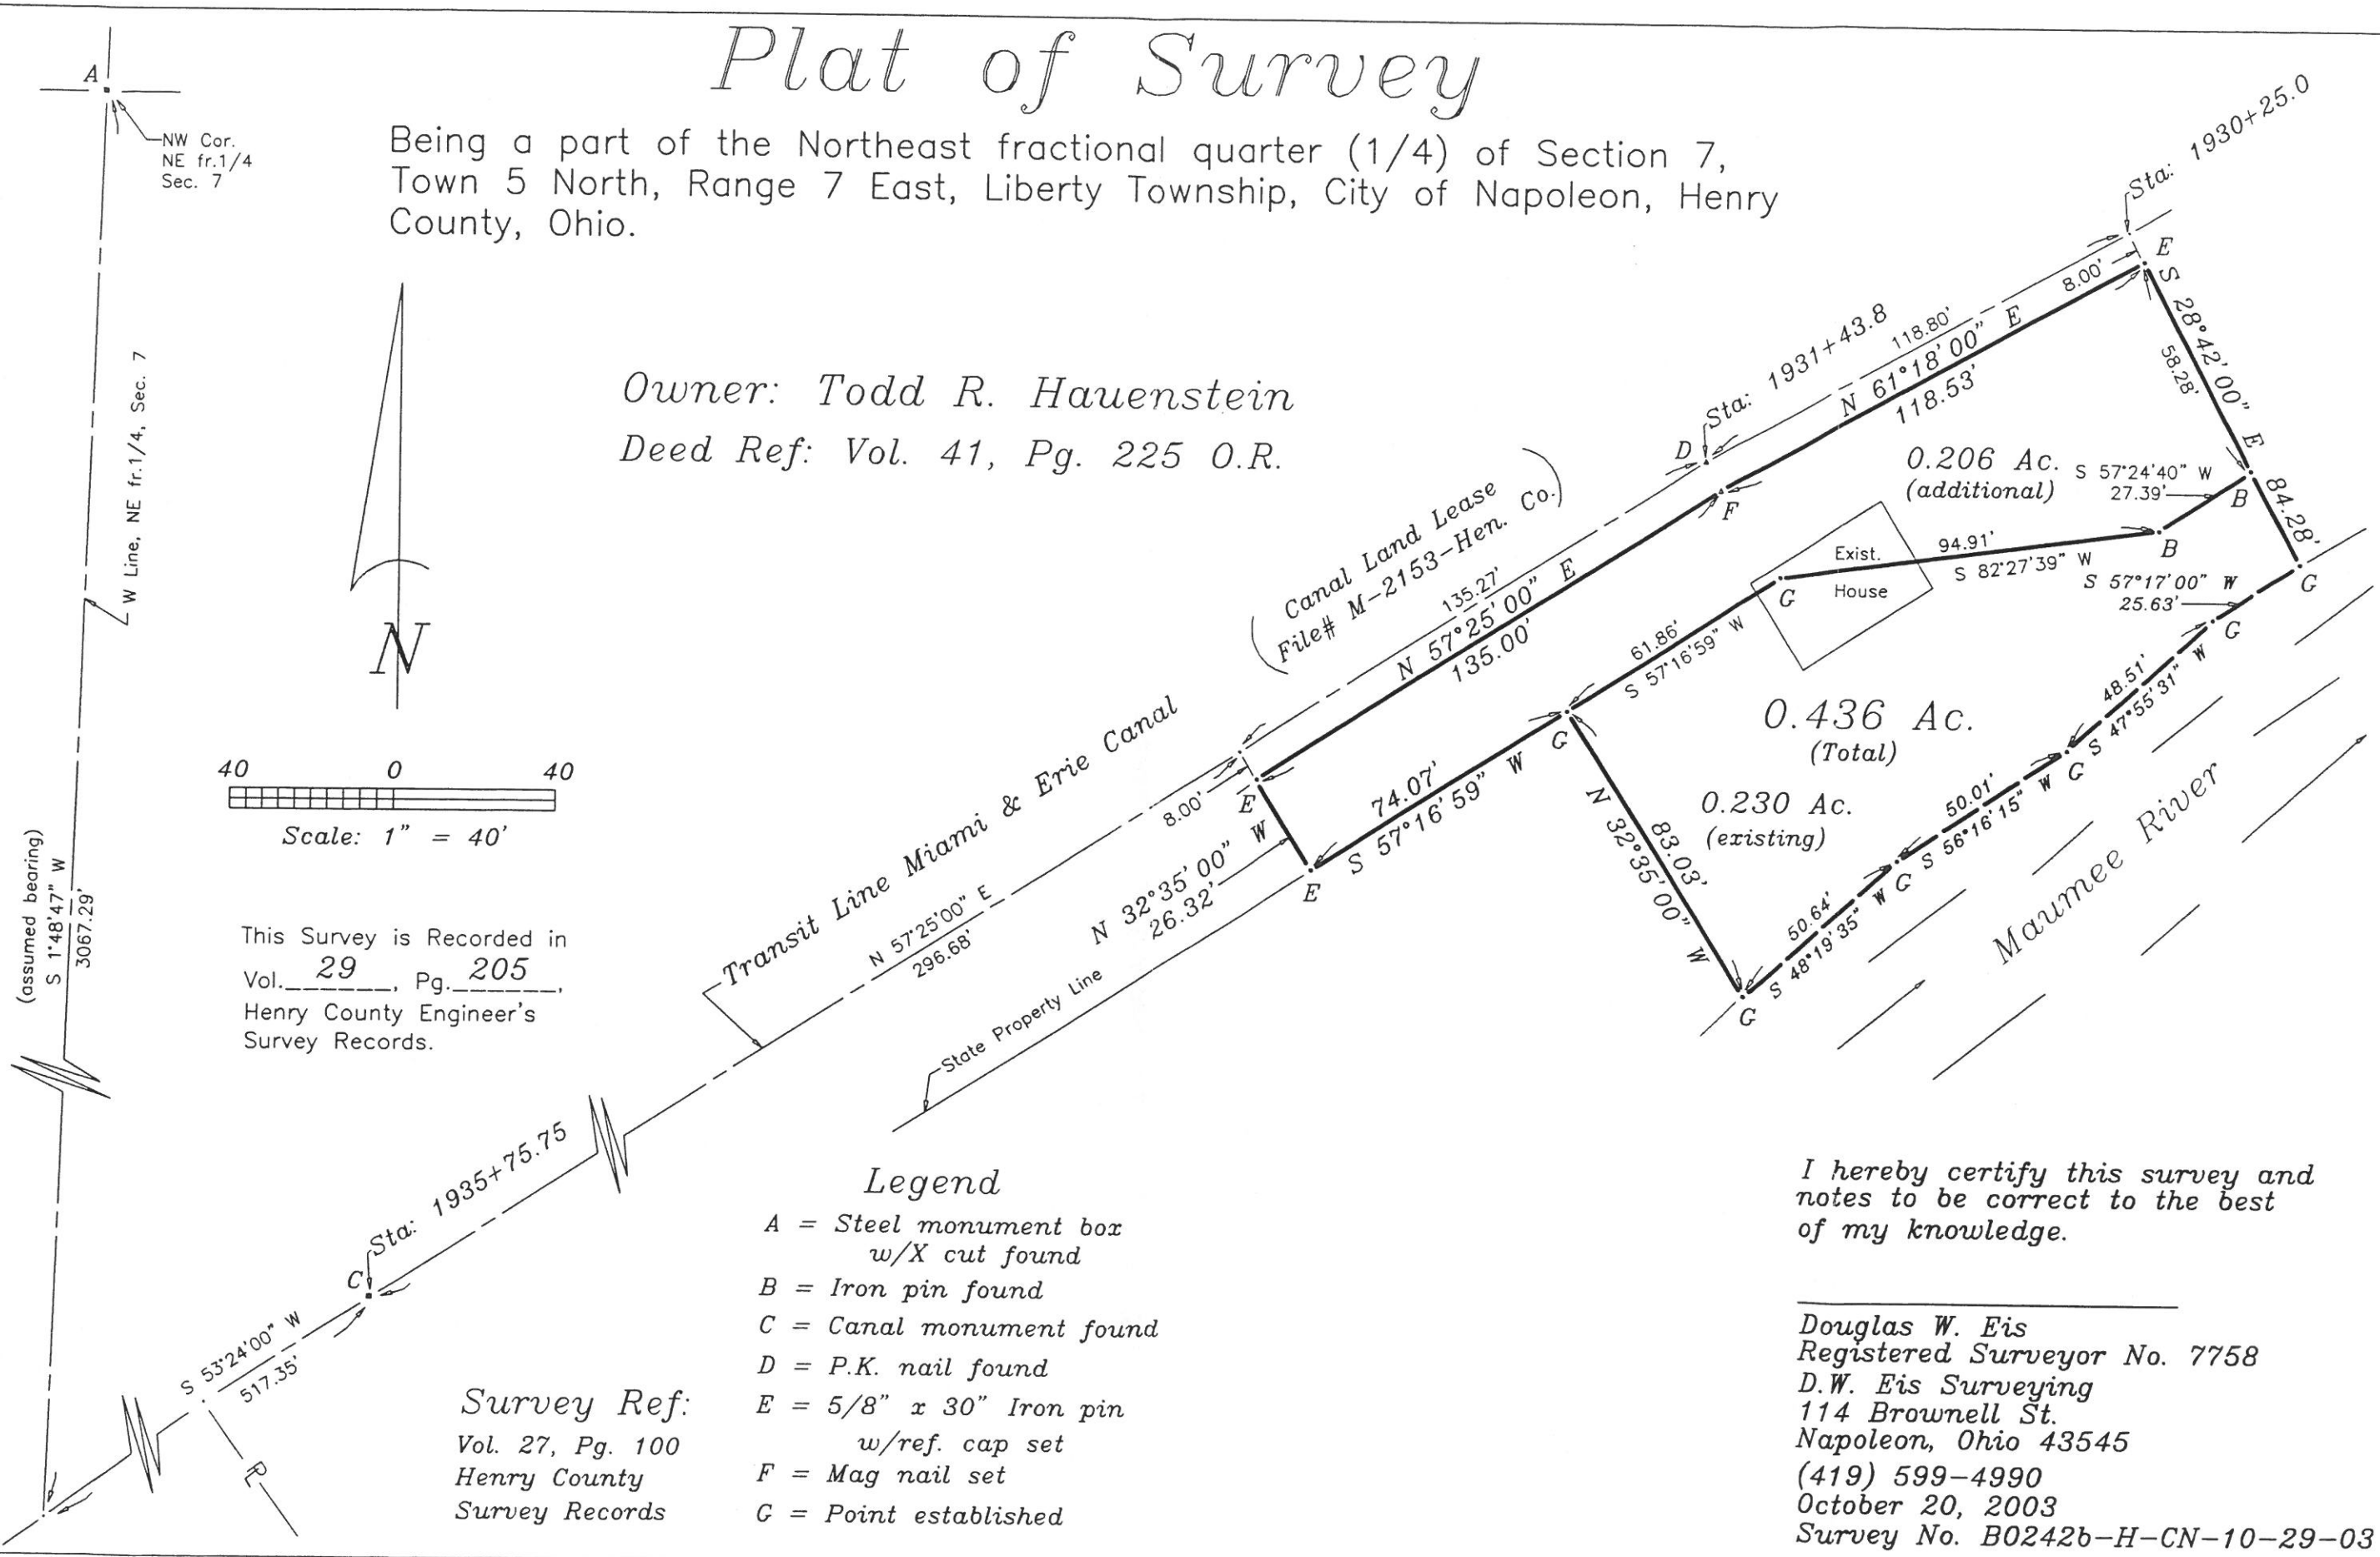 Plat of Survey
Being a part of the Northeast fractional quarter (1/4) of Section 7,
Town 5 North, Range 7 East, Liberty Township, City of Napoleon, Henry
County, Ohio.
A
NW Cor.
NE fr.1/4
Sec. 7
W Line, NE fr.1/4, Sec. 7
Owner: Todd R. Hauenstein
Deed Ref: Vol. 41, Pg. 225 O.R.
N
40 0 40
Scale: 1" = 40'
(assumed bearing)
S 1°48'47" W
3067.29'
This Survey is Recorded in
Vol. 29, Pg. 205,
Henry County Engineer's
Survey Records.
Sta: 1930+25.0
E
8.00'
Sta: 1931+43.8
118.80'
N 61°18'00" E
118.53'
D
F
S 28°42'00" E
58.28'
84.28'
0.206 Ac.
(additional)
S 57°24'40" W
27.39'
B
B
94.91'
S 82°27'39" W
Exist.
House
G
S 57°17'00" W
25.63'
G
G
(Canal Land Lease
File# M-2153-Hen. Co.)
135.27'
N 57°25'00" E
135.00'
61.86'
S 57°16'59" W
G
48.51'
S 47°55'31" W
0.436 Ac.
(Total)
G
50.01'
S 56°16'15" W
0.230 Ac.
(existing)
G
50.64'
S 48°19'35" W
G
Maumee River
83.03'
N 32°35'00" W
74.07'
S 57°16'59" W
E
8.00'
E
N 32°35'00" W
26.32'
Transit Line Miami & Erie Canal
N 57°25'00" E
296.68'
State Property Line
Sta: 1935+75.75
C
S 53°24'00" W
517.35'
R
Survey Ref:
Vol. 27, Pg. 100
Henry County
Survey Records
Legend
A = Steel monument box
w/X cut found
B = Iron pin found
C = Canal monument found
D = P.K. nail found
E = 5/8" x 30" Iron pin
w/ref. cap set
F = Mag nail set
G = Point established
I hereby certify this survey and
notes to be correct to the best
of my knowledge.
Douglas W. Eis
Registered Surveyor No. 7758
D.W. Eis Surveying
114 Brownell St.
Napoleon, Ohio 43545
(419) 599-4990
October 20, 2003
Survey No. B0242b-H-CN-10-29-03